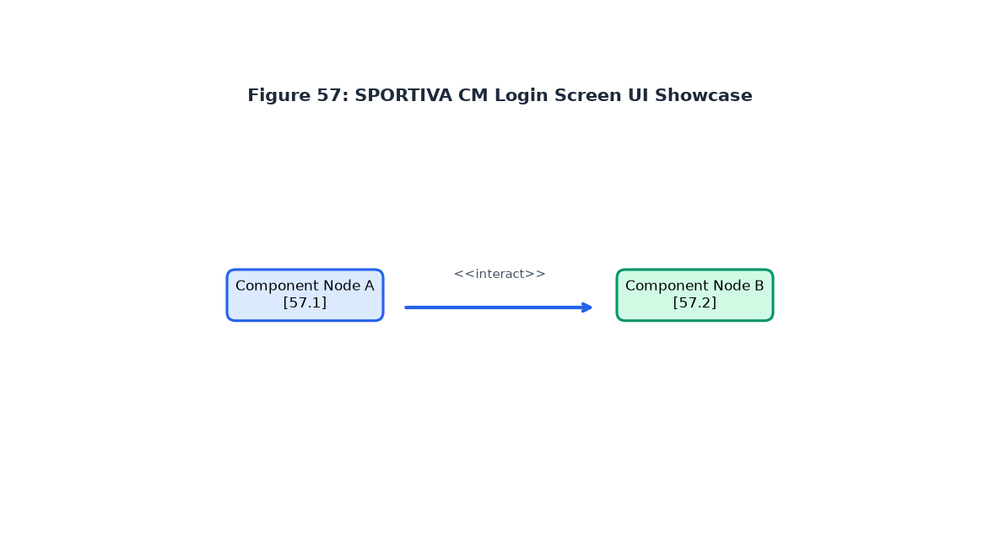 Figure 57: SPORTIVA CM Login Screen UI Showcase
<<interact>>
Component Node A
[57.1]
Component Node B
[57.2]